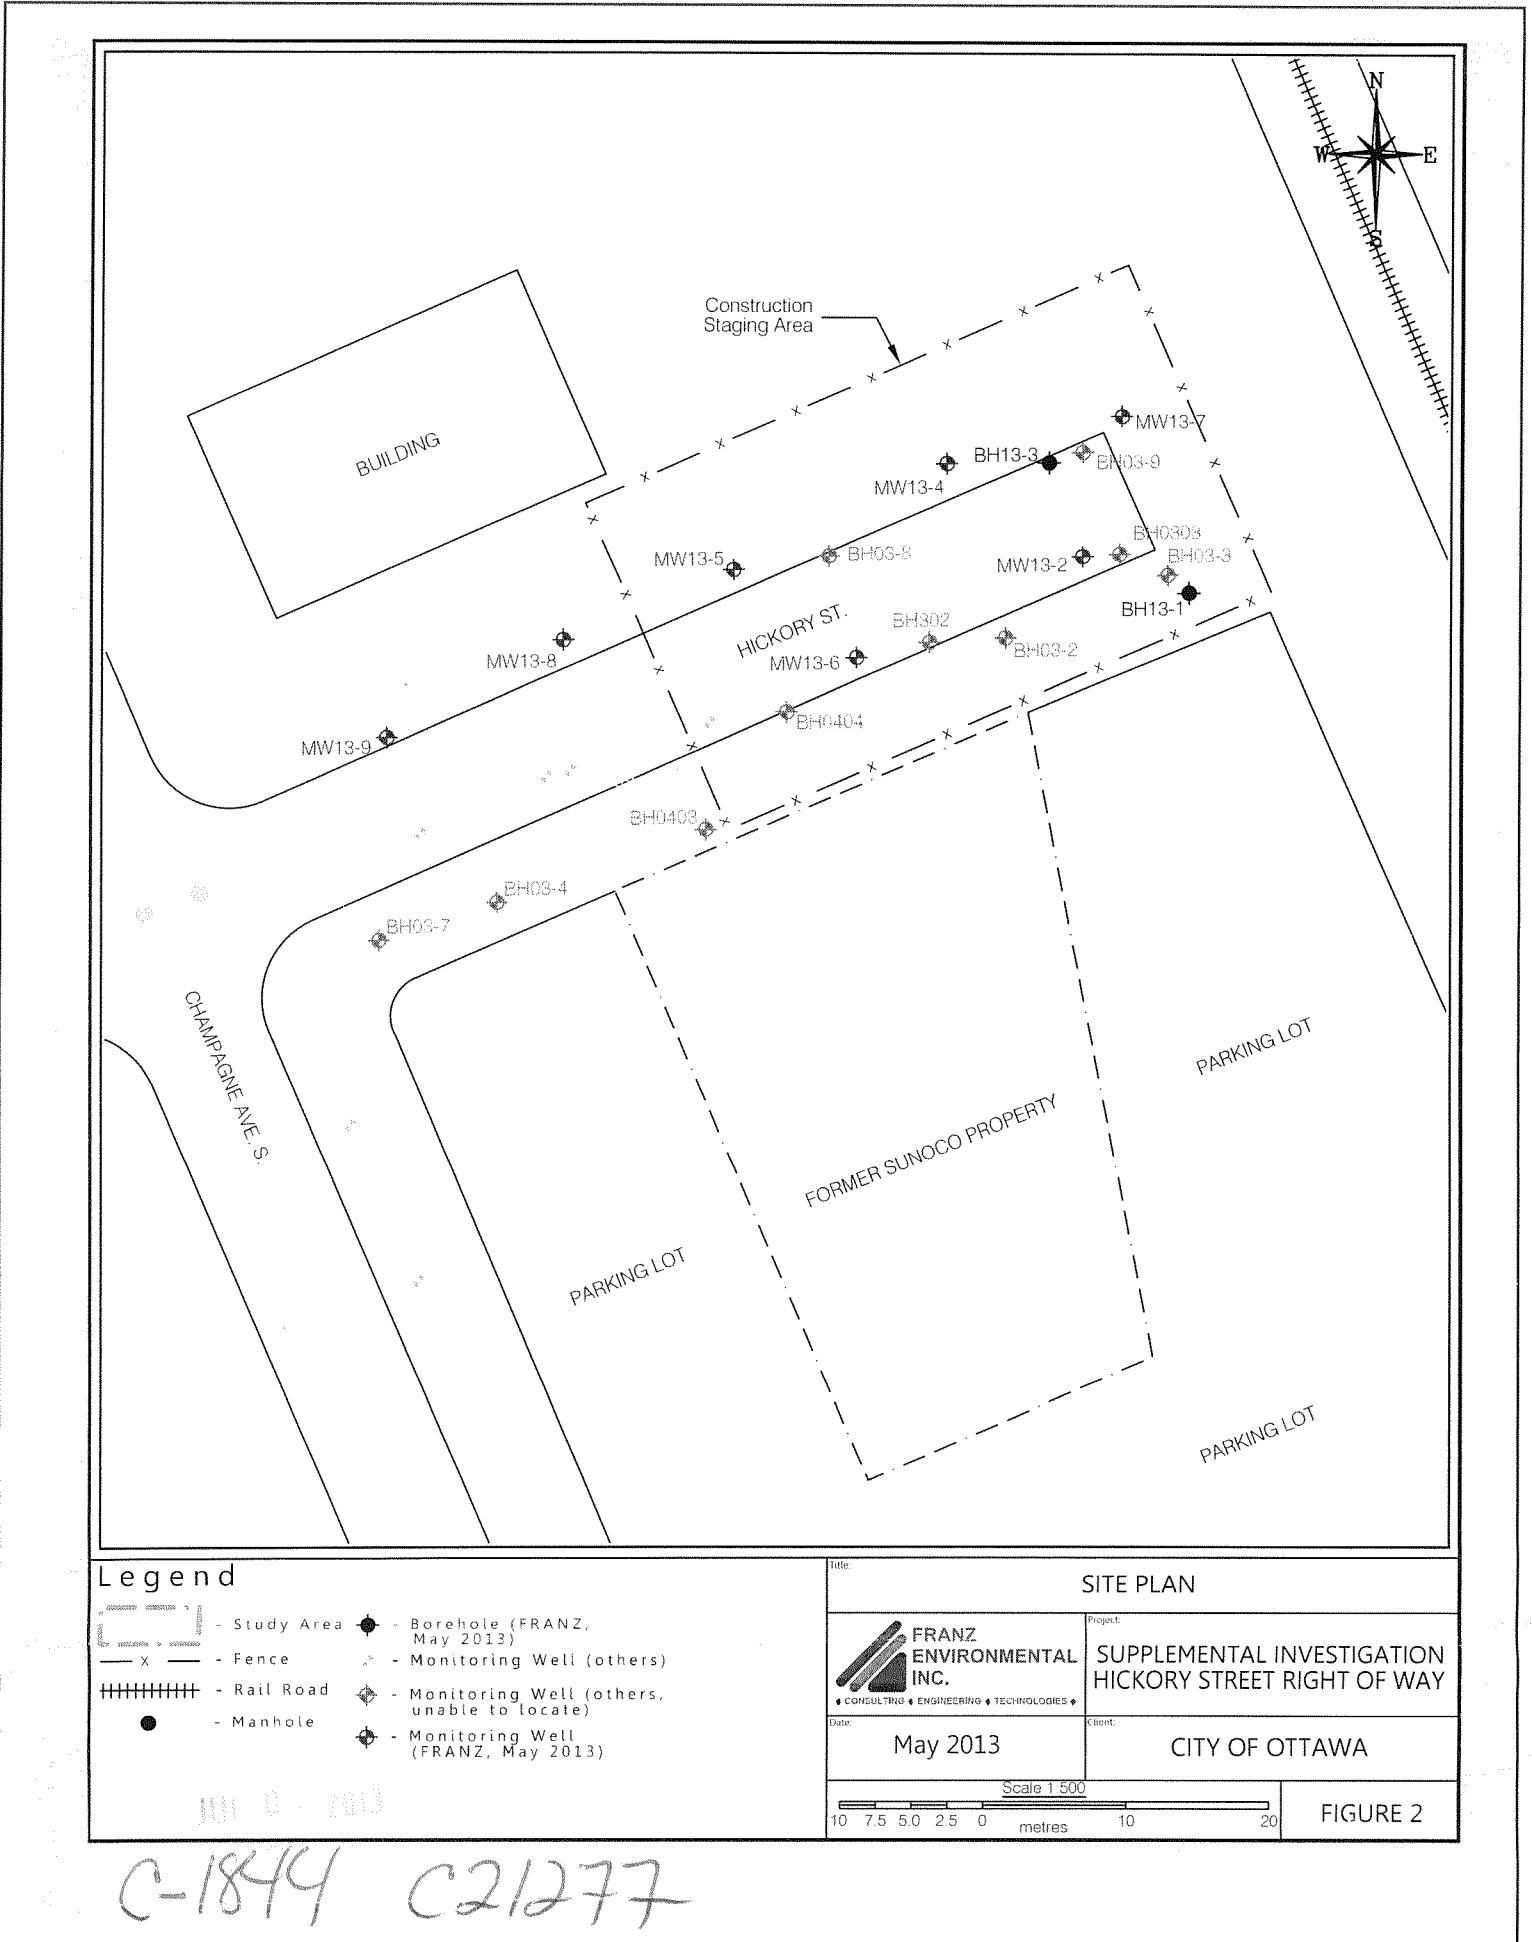 N
W
E
S
Construction
Staging Area
BUILDING
MW13-7
BH13-3
BH03-9
MW13-4
BH0303
MW13-5
BH03-8
MW13-2
BH03-3
BH13-1
HICKORY ST.
BH302
BH03-2
MW13-8
MW13-6
BH0404
MW13-9
BH0403
BH03-4
BH03-7
CHAMPAGNE AVE. S.
PARKING LOT
FORMER SUNOCO PROPERTY
PARKING LOT
PARKING LOT
Legend
- Study Area
- Fence
- Rail Road
- Manhole
- Borehole (FRANZ,
May 2013)
- Monitoring Well (others)
- Monitoring Well (others,
unable to locate)
- Monitoring Well
(FRANZ, May 2013)
Title:
SITE PLAN
FRANZ
ENVIRONMENTAL
INC.
CONSULTING ♦ ENGINEERING ♦ TECHNOLOGIES
Project:
SUPPLEMENTAL INVESTIGATION
HICKORY STREET RIGHT OF WAY
Date:
May 2013
Client:
CITY OF OTTAWA
Scale 1:500
10 7.5 5.0 2.5 0 10 20
metres
FIGURE 2
2013
C-1844 C21277